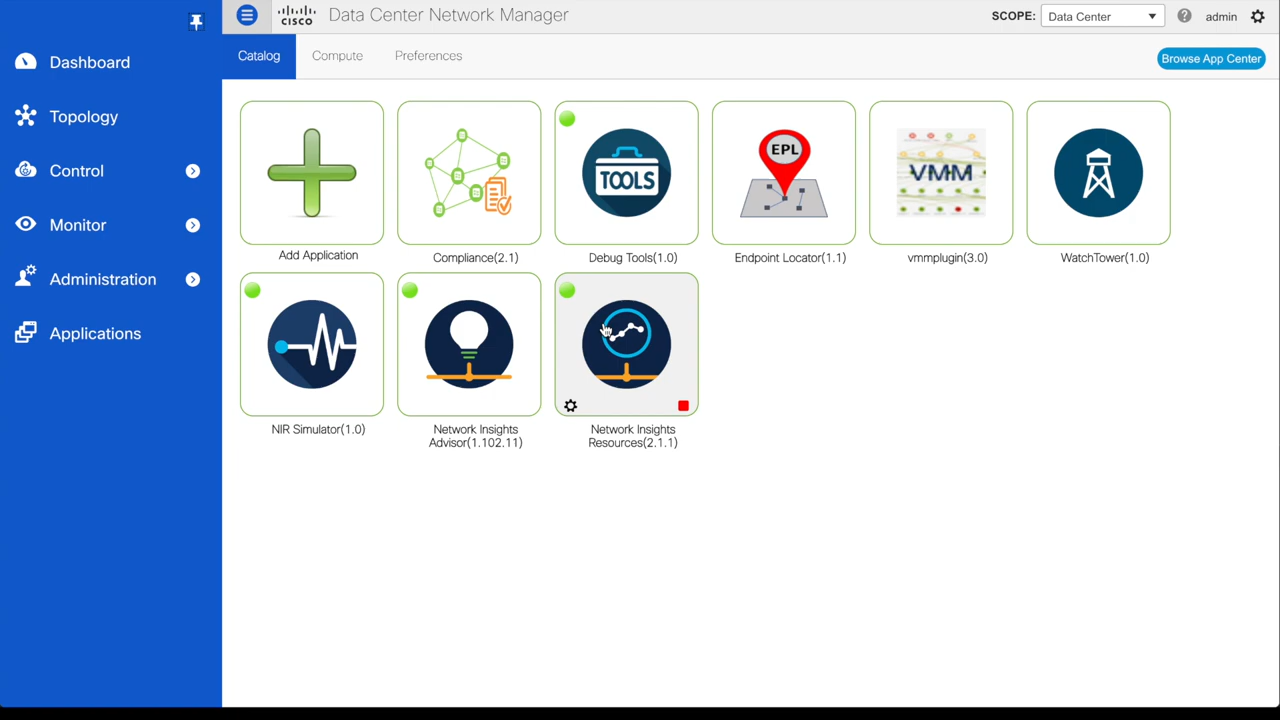 cisco
Data Center Network Manager
SCOPE:
Data Center
admin
Dashboard
Topology
Control
Monitor
Administration
Applications
Catalog
Compute
Preferences
Browse App Center
Add Application
Compliance(2.1)
TOOLS
Debug Tools(1.0)
EPL
Endpoint Locator(1.1)
VMM
vmmplugin(3.0)
WatchTower(1.0)
NIR Simulator(1.0)
Network Insights
Advisor(1.102.11)
Network Insights
Resources(2.1.1)